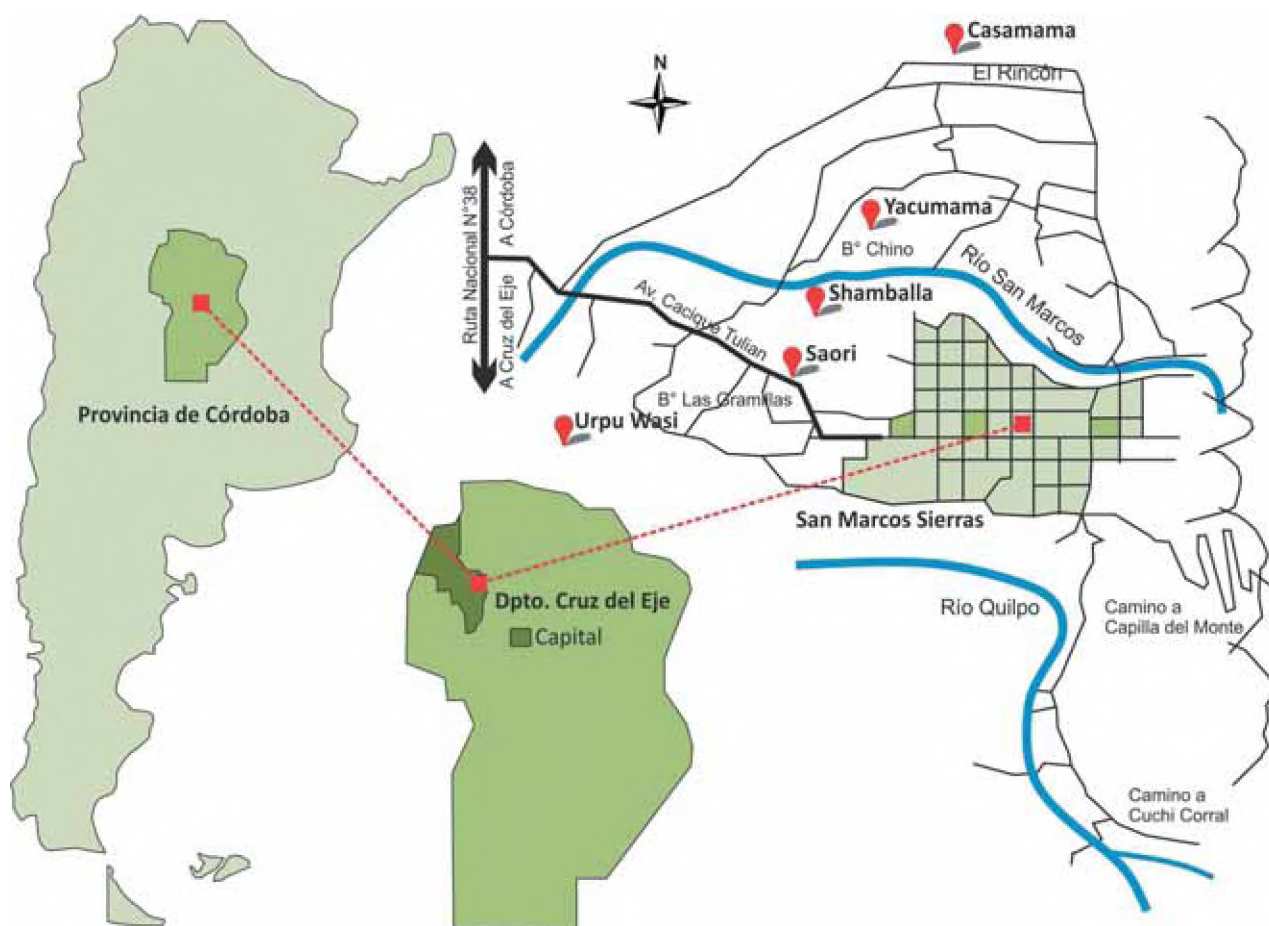 Casamama
El Rincón
N
Ruta Nacional N°38
A Córdoba
A Cruz del Eje
Yacumama
B° Chino
Río San Marcos
Shamballa
Av. Cacique Tulian
Saori
B° Las Gramillas
Provincia de Córdoba
Urpu Wasi
San Marcos Sierras
Dpto. Cruz del Eje
Capital
Río Quilpo
Camino a
Capilla del Monte
Camino a
Cuchi Corral